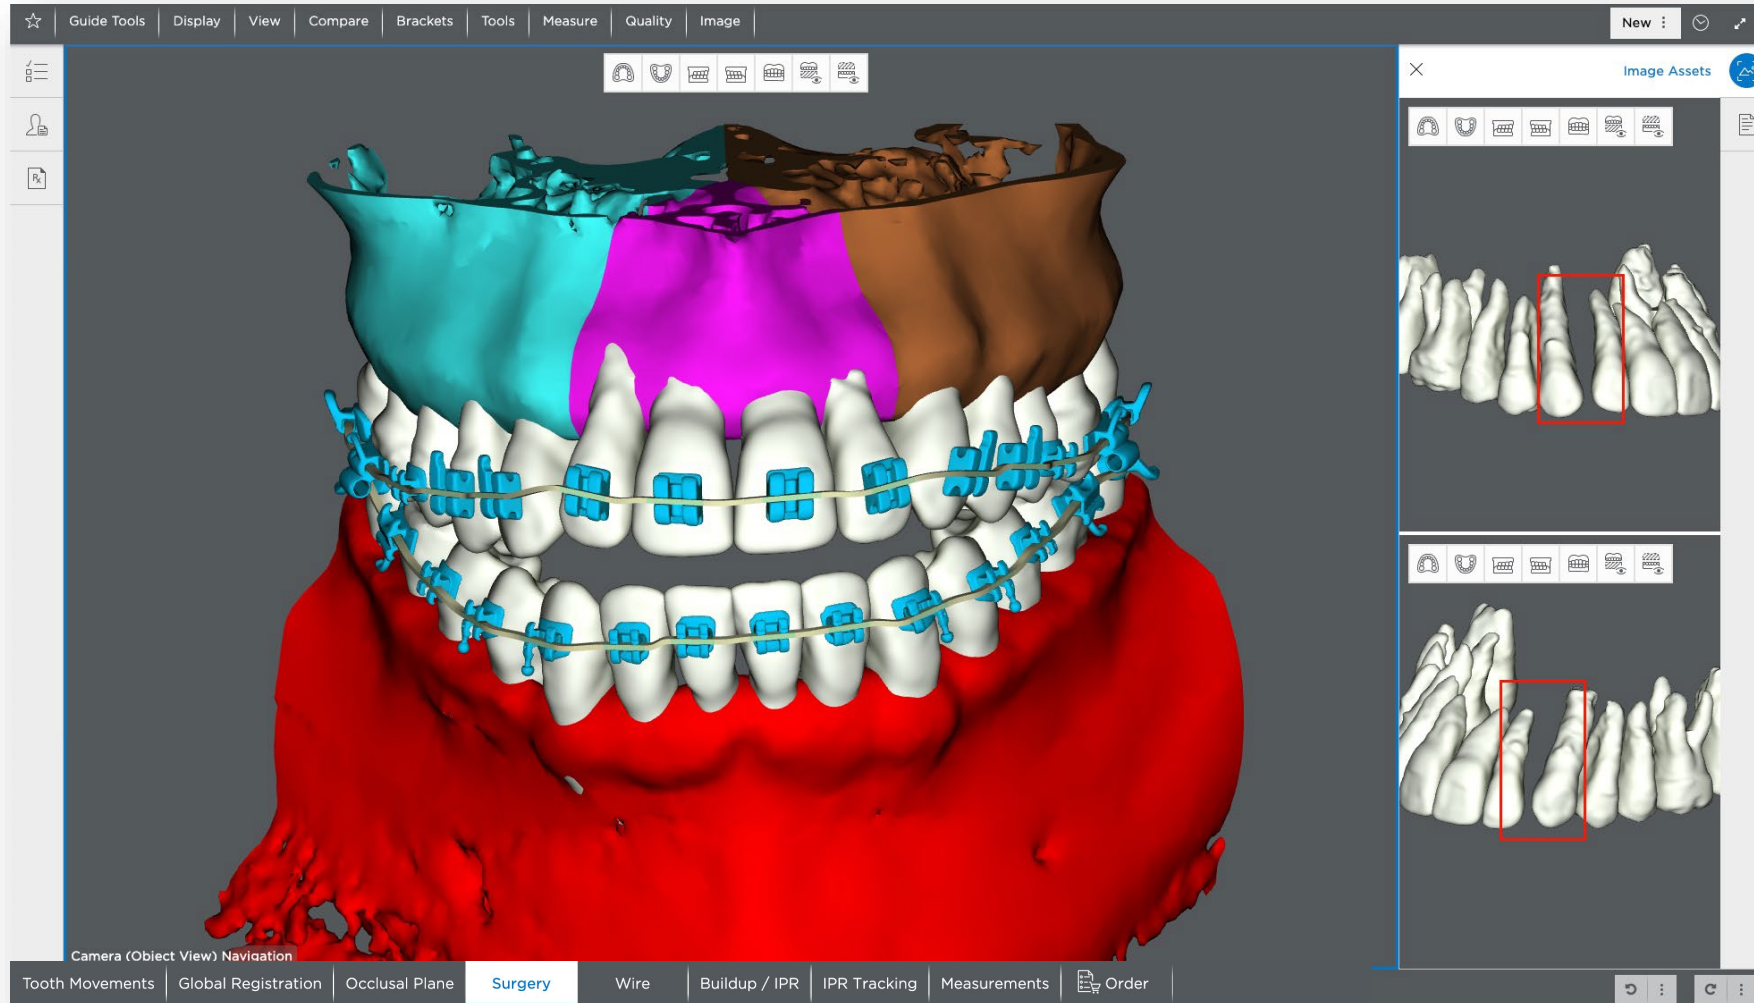 Guide Tools Display View Compare Brackets Tools Measure Quality Image New
Image Assets
Rx
Camera (Object View) Navigation
Tooth Movements Global Registration Occlusal Plane Surgery Wire Buildup / IPR IPR Tracking Measurements Order